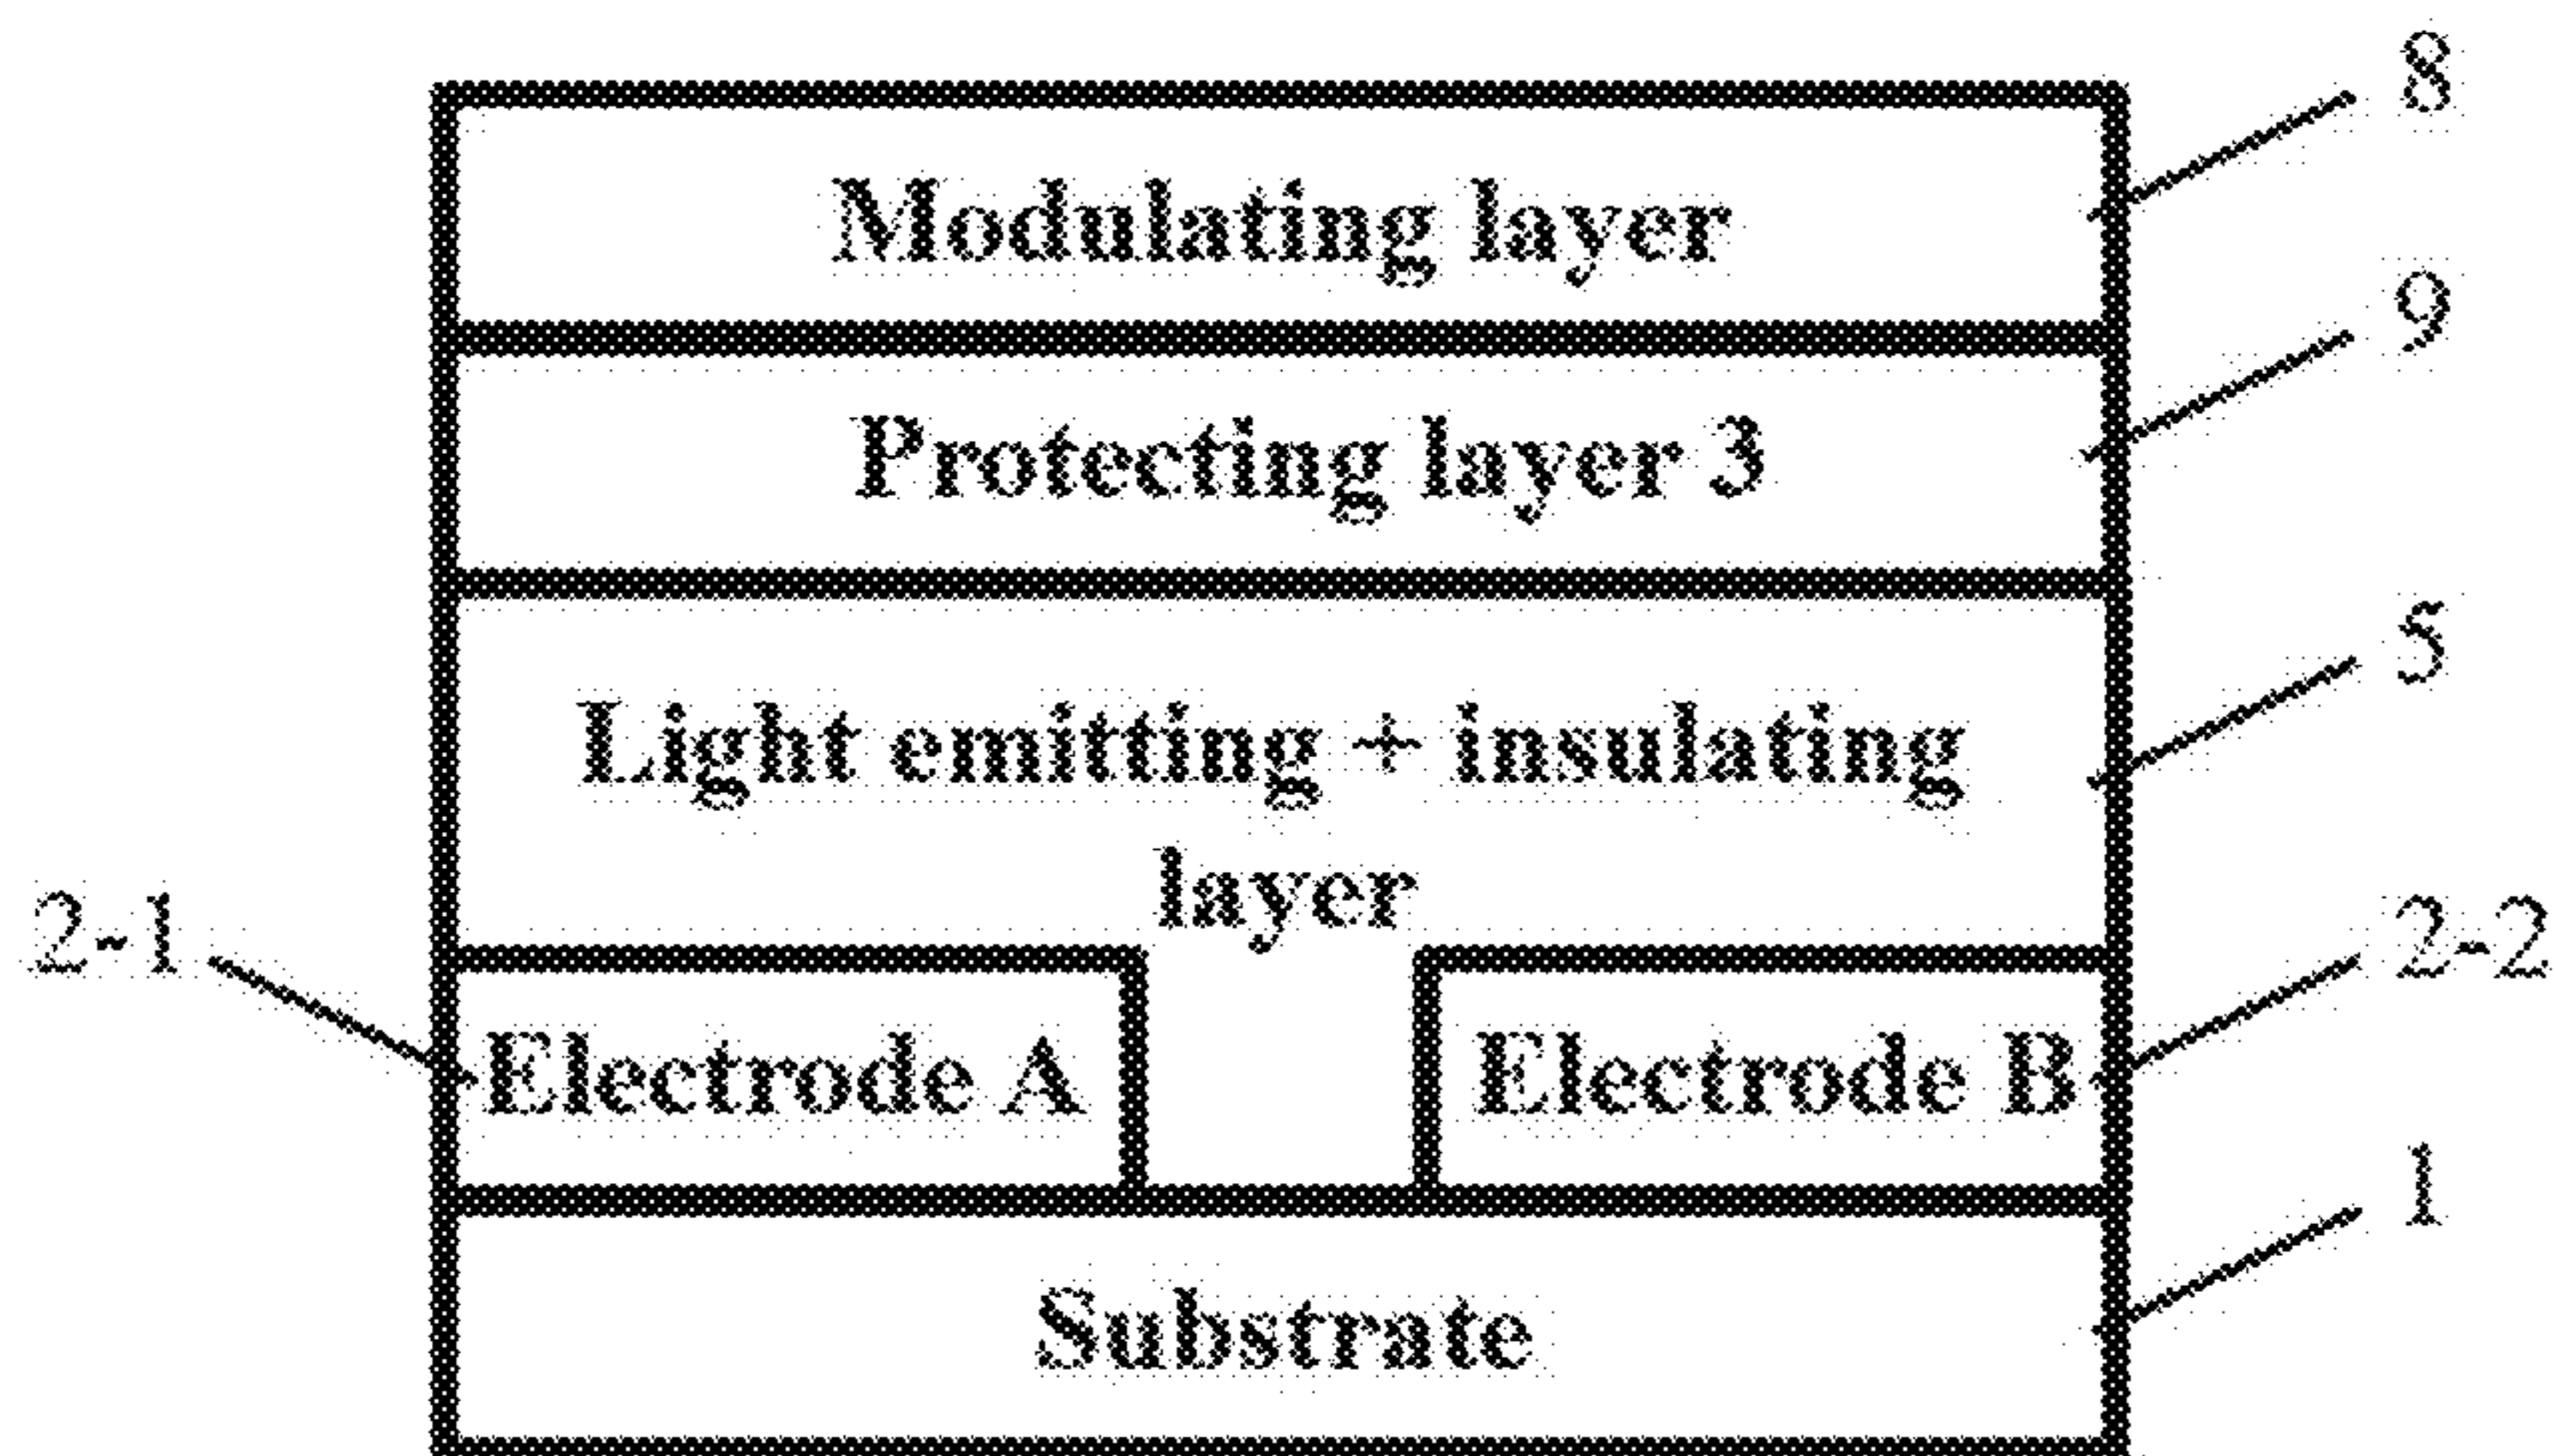 8
Modulating layer
9
Protecting layer 3
5
Light emitting + insulating
layer
2-1
2-2
Electrode A
Electrode B
1
Substrate